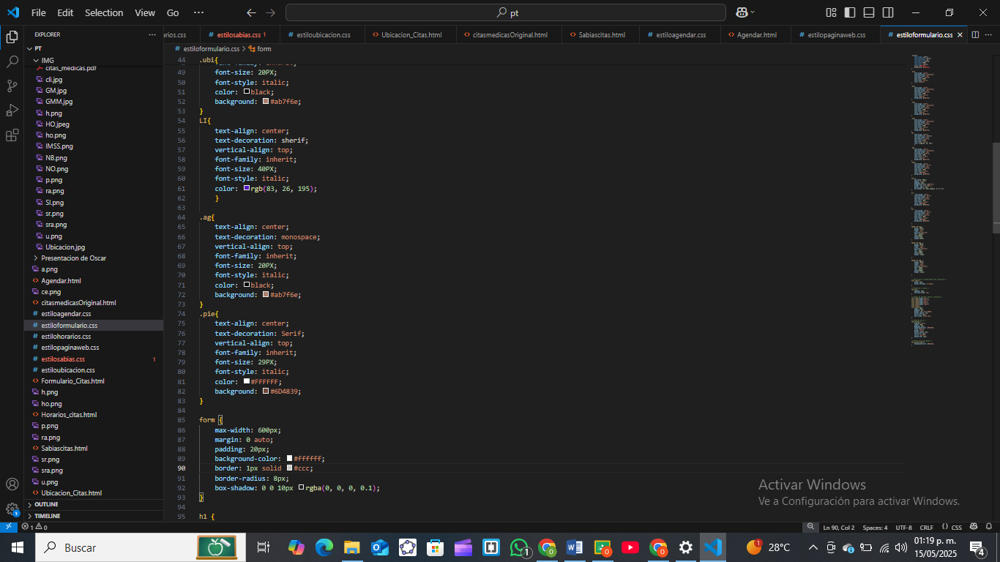 File Edit Selection View Go ··· pt
EXPLORER ···
arios.css estilosabias.css 1 estiloubicacion.css Ubicacion_Citas.html citasmedicasOriginal.html Sabiascitas.html estiloagendar.css Agendar.html estilopaginaweb.css estiloformulario.css
PT
estiloformulario.css > form
IMG
citas_medicas.pdf
cli.jpg
GM.jpg
GMM.jpg
h.png
HO.jpeg
ho.png
IMSS.png
NB.png
NO.png
p.png
ra.png
SI.png
sr.png
sra.png
u.png
Ubicacion.jpg
Presentacion de Oscar
a.png
Agendar.html
ce.png
citasmedicasOriginal.html
estiloagendar.css
estiloformulario.css
estilohorarios.css
estilopaginaweb.css
estilosabias.css 1
estiloubicacion.css
Formulario_Citas.html
h.png
ho.png
Horarios_citas.html
p.png
ra.png
Sabiascitas.html
sr.png
sra.png
u.png
Ubicacion_Citas.html
OUTLINE
TIMELINE
44 .ubi{
49 font-size: 20PX;
50 font-style: italic;
51 color: black;
52 background: #ab7f6e;
53 }
54 LI{
55 text-align: center;
56 text-decoration: sherif;
57 vertical-align: top;
58 font-family: inherit;
59 font-size: 40PX;
60 font-style: italic;
61 color: rgb(83, 26, 195);
62 }
63
64 .ag{
65 text-align: center;
66 text-decoration: monospace;
67 vertical-align: top;
68 font-family: inherit;
69 font-size: 20PX;
70 font-style: italic;
71 color: black;
72 background: #ab7f6e;
73 }
74 .pie{
75 text-align: center;
76 text-decoration: Serif;
77 vertical-align: top;
78 font-family: inherit;
79 font-size: 29PX;
80 font-style: italic;
81 color: #FFFFFF;
82 background: #6D4839;
83 }
84
85 form {
86 max-width: 600px;
87 margin: 0 auto;
88 padding: 20px;
89 background-color: #ffffff;
90 border: 1px solid #ccc;
91 border-radius: 8px;
92 box-shadow: 0 0 10px rgba(0, 0, 0, 0.1);
93 }
94
95 h1 {
Activar Windows
Ve a Configuración para activar Windows.
1 0 Ln 90, Col 2 Spaces: 4 UTF-8 CRLF {} CSS
Buscar 28°C 01:19 p. m.
15/05/2025 4